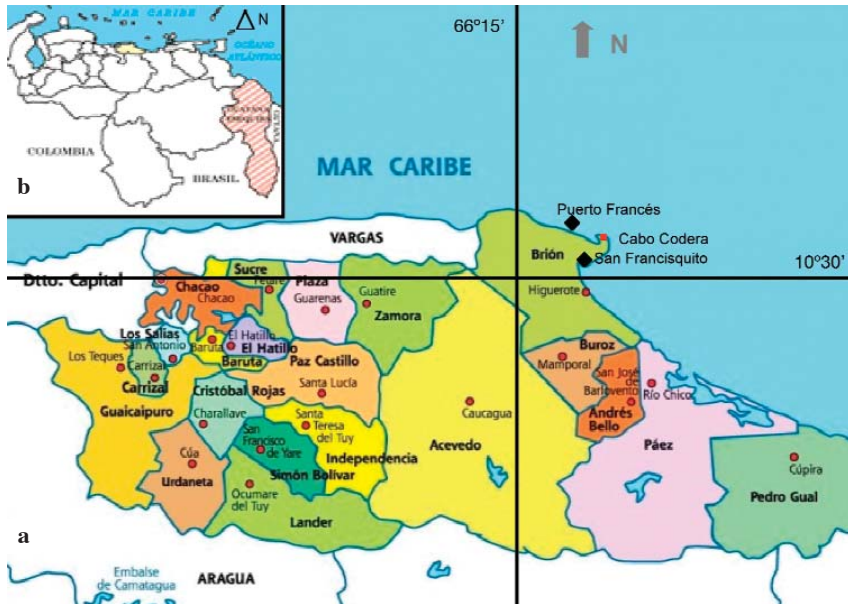 MAR CARIBE
N
OCÉANO
ATLÁNTICO
GUAYANA
ESEQUIBA
COLOMBIA
BRASIL
b
66º15’
N
MAR CARIBE
Puerto Francés
Cabo Codera
San Francisquito
10º30’
VARGAS
Dtto. Capital
Brión
Higuerote
Sucre
Petare
Chacao
Chacao
Plaza
Guarenas
Guatire
Zamora
Los Salias
San Antonio
Baruta
El Hatillo
El Hatillo
Baruta
Los Teques
Carrizal
Carrizal
Guaicaipuro
Paz Castillo
Santa Lucía
Cristóbal Rojas
Charallave
Buroz
Mamporal
San José
de
Barlovento
Andrés
Bello
Río Chico
Caucagua
Acevedo
Páez
Santa
Teresa
del Tuy
Independencia
San
Francisco
de Yare
Simón Bolívar
Cúa
Urdaneta
Ocumare
del Tuy
Lander
Cúpira
Pedro Gual
a
ARAGUA
Embalse
de Camatagua